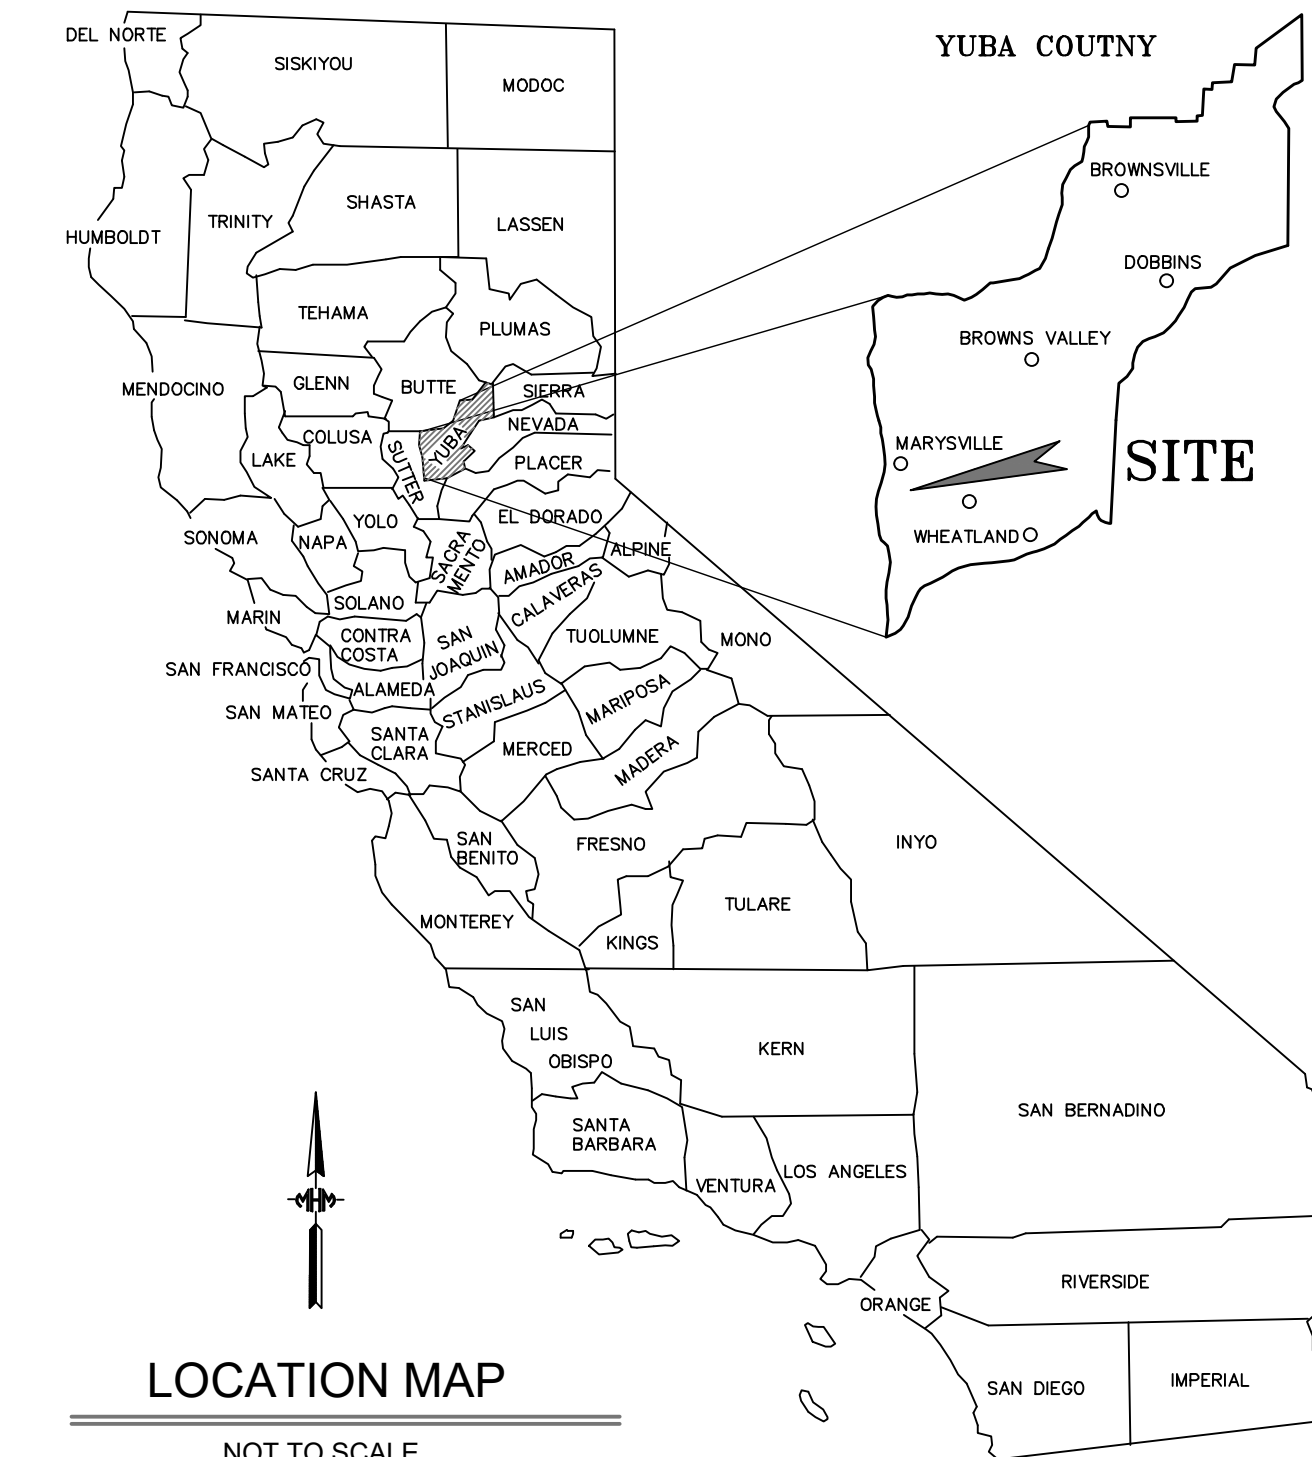 DEL NORTE
SISKIYOU
MODOC
YUBA COUTNY
BROWNSVILLE
DOBBINS
BROWNS VALLEY
MARYSVILLE
SITE
WHEATLAND
HUMBOLDT
TRINITY
SHASTA
LASSEN
TEHAMA
PLUMAS
MENDOCINO
GLENN
BUTTE
SIERRA
COLUSA
SUTTER
YUBA
NEVADA
LAKE
PLACER
SONOMA
NAPA
YOLO
EL DORADO
SACRA
MENTO
ALPINE
AMADOR
CALAVERAS
MARIN
SOLANO
CONTRA
COSTA
SAN
JOAQUIN
TUOLUMNE
MONO
SAN FRANCISCO
ALAMEDA
STANISLAUS
MARIPOSA
SAN MATEO
SANTA
CLARA
MERCED
MADERA
SANTA CRUZ
SAN
BENITO
FRESNO
INYO
MONTEREY
KINGS
TULARE
SAN
LUIS
OBISPO
KERN
SAN BERNADINO
SANTA
BARBARA
VENTURA
LOS ANGELES
MHM
ORANGE
RIVERSIDE
SAN DIEGO
IMPERIAL
LOCATION MAP
NOT TO SCALE